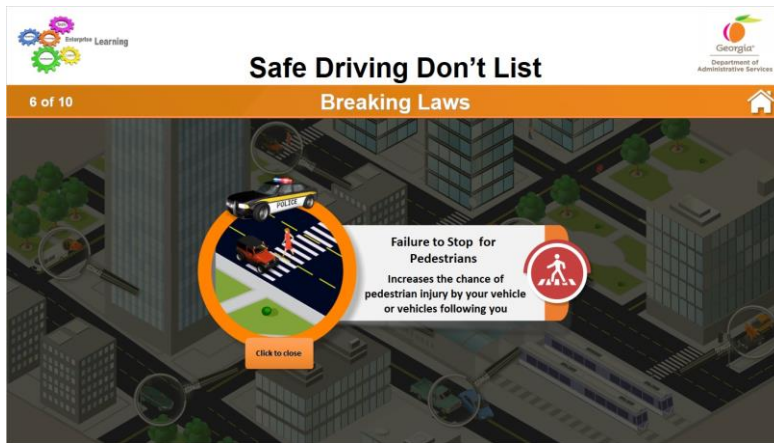 Enterprise Learning
Georgia
Department of
Administrative Services
Safe Driving Don't List
6 of 10
Breaking Laws
POLICE
Failure to Stop for
Pedestrians
Increases the chance of
pedestrian injury by your vehicle
or vehicles following you
Click to close